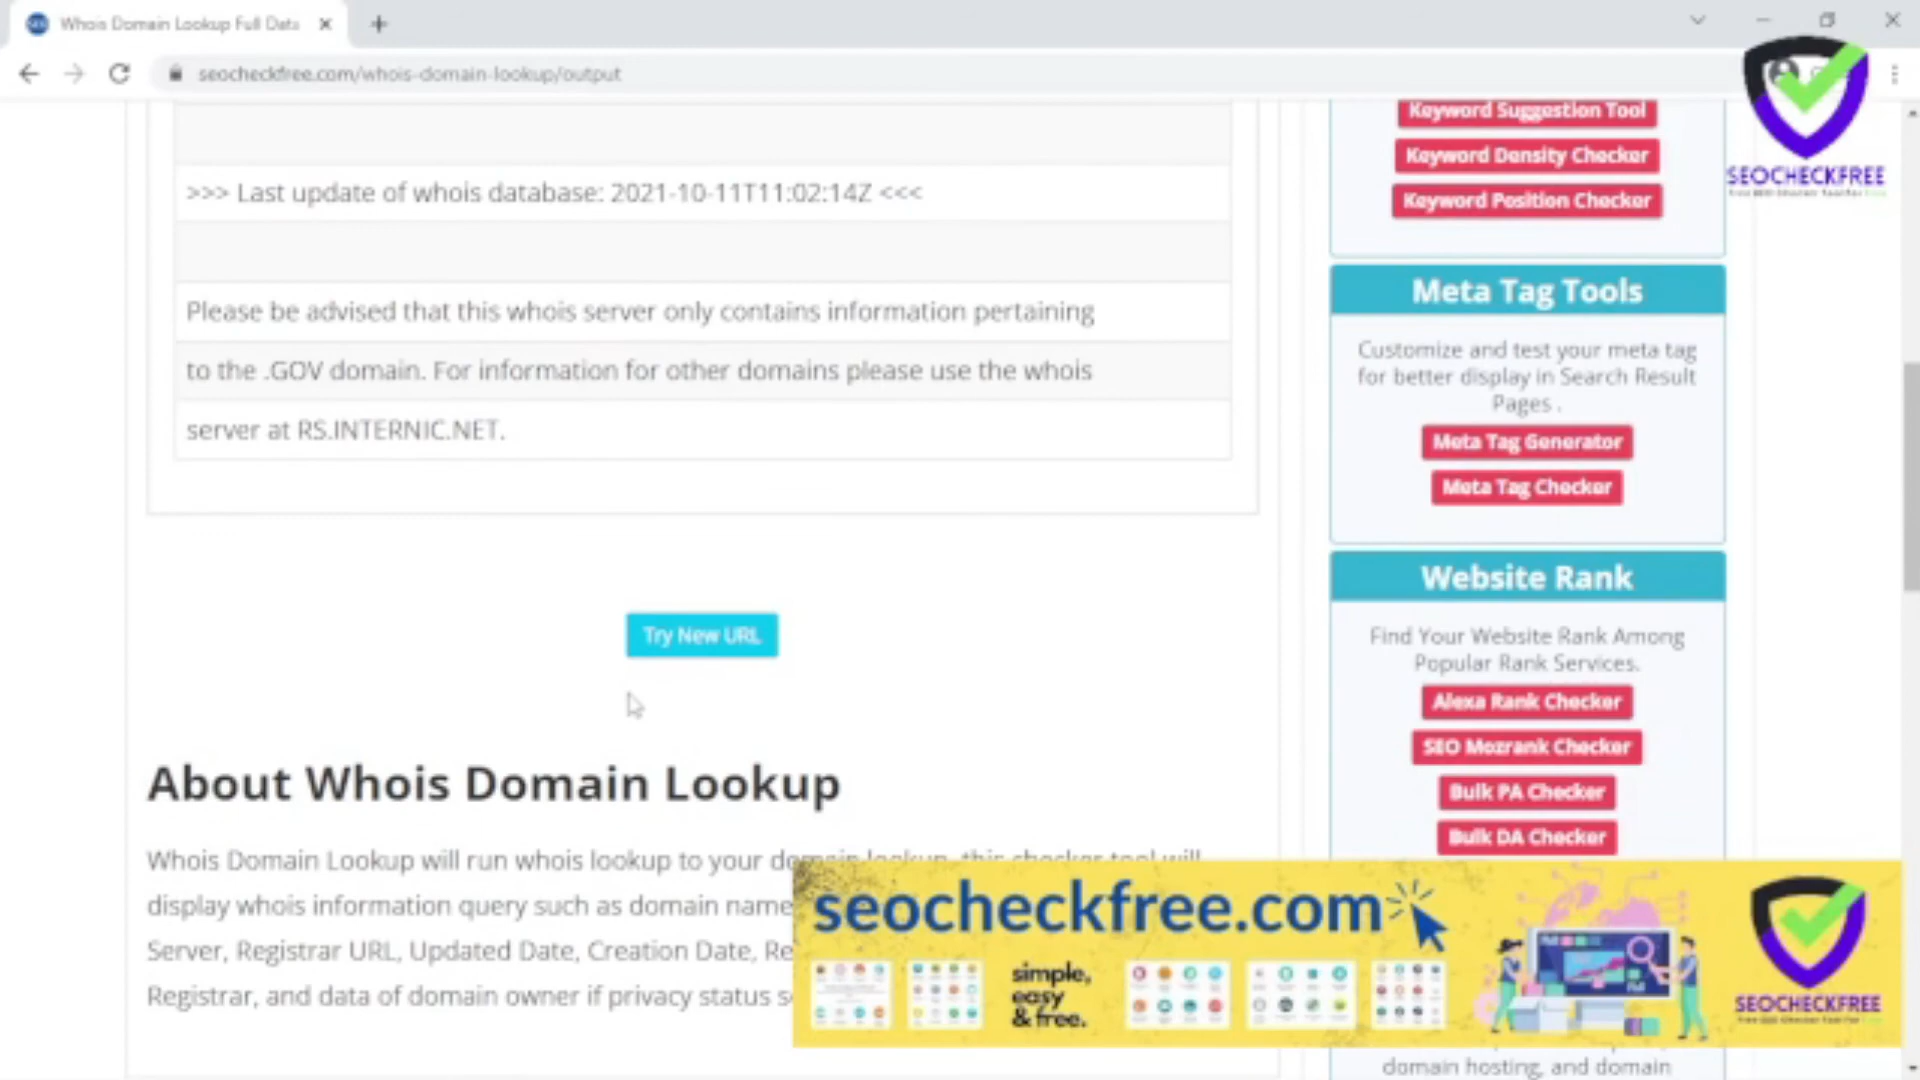 Whois Domain Lookup Full Data
seocheckfree.com/whois-domain-lookup/output
>>> Last update of whois database: 2021-10-11T11:02:14Z <<<
Please be advised that this whois server only contains information pertaining
to the .GOV domain. For information for other domains please use the whois
server at RS.INTERNIC.NET.
Try New URL
About Whois Domain Lookup
Whois Domain Lookup will run whois lookup to your domain lookup, this checker tool will
display whois information query such as domain name
Server, Registrar URL, Updated Date, Creation Date, Re
Registrar, and data of domain owner if privacy status s
Keyword Suggestion Tool
Keyword Density Checker
Keyword Position Checker
Meta Tag Tools
Customize and test your meta tag
for better display in Search Result
Pages .
Meta Tag Generator
Meta Tag Checker
Website Rank
Find Your Website Rank Among
Popular Rank Services.
Alexa Rank Checker
SEO Mozrank Checker
Bulk PA Checker
Bulk DA Checker
domain hosting, and domain
SEOCHECKFREE
seocheckfree.com
simple,
easy
& free.
SEOCHECKFREE